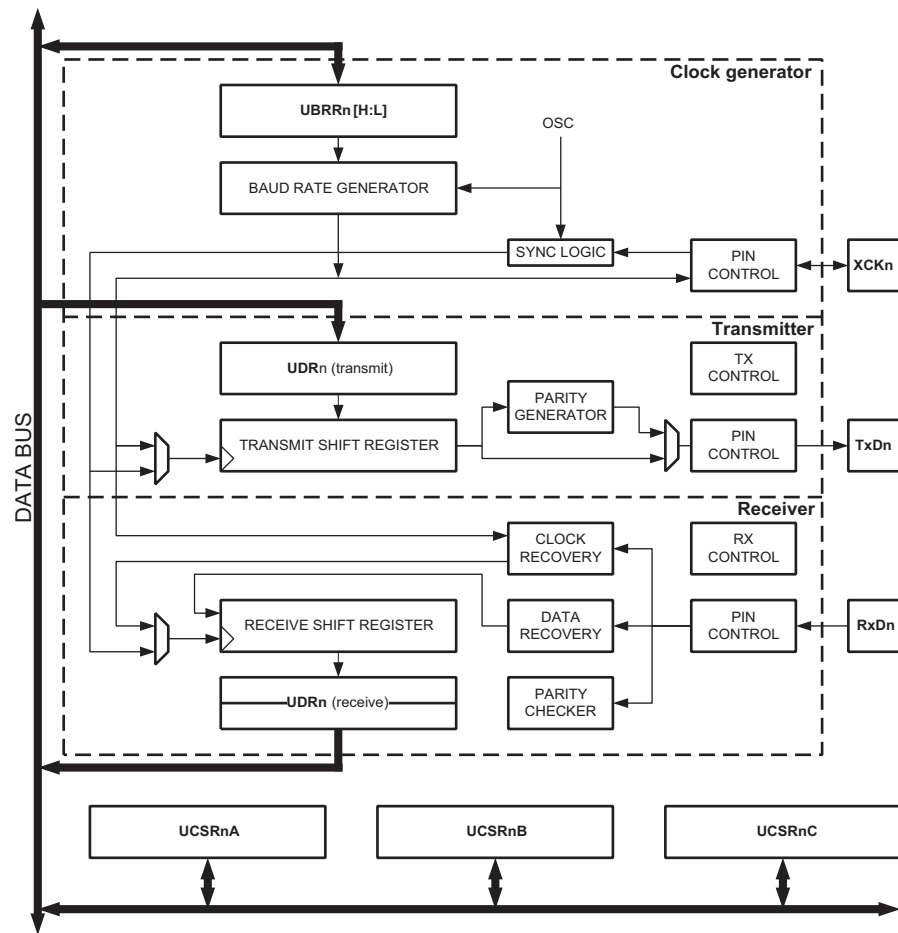 Clock generator
UBRRn [H:L]
OSC
BAUD RATE GENERATOR
SYNC LOGIC
PIN
CONTROL
XCKn
Transmitter
UDRn (transmit)
TX
CONTROL
PARITY
GENERATOR
TRANSMIT SHIFT REGISTER
PIN
CONTROL
TxDn
DATA BUS
Receiver
CLOCK
RECOVERY
RX
CONTROL
RECEIVE SHIFT REGISTER
DATA
RECOVERY
PIN
CONTROL
RxDn
UDRn (receive)
PARITY
CHECKER
UCSRnA
UCSRnB
UCSRnC